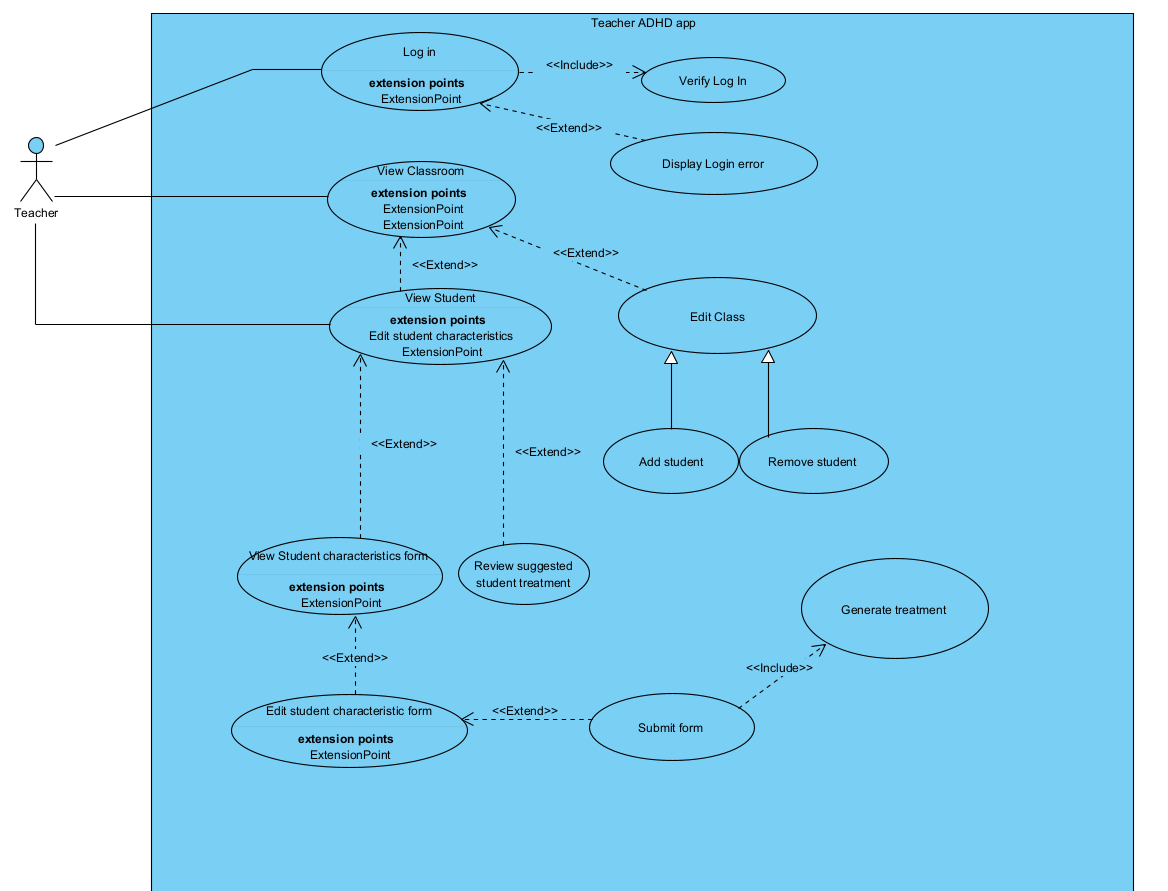 Teacher ADHD app
Log in
extension points
ExtensionPoint
<<Include>>
Verify Log In
<<Extend>>
Display Login error
Teacher
View Classroom
extension points
ExtensionPoint
ExtensionPoint
<<Extend>>
<<Extend>>
View Student
extension points
Edit student characteristics
ExtensionPoint
Edit Class
<<Extend>>
<<Extend>>
Add student
Remove student
View Student characteristics form
extension points
ExtensionPoint
Review suggested
student treatment
Generate treatment
<<Extend>>
<<Include>>
Edit student characteristic form
extension points
ExtensionPoint
<<Extend>>
Submit form